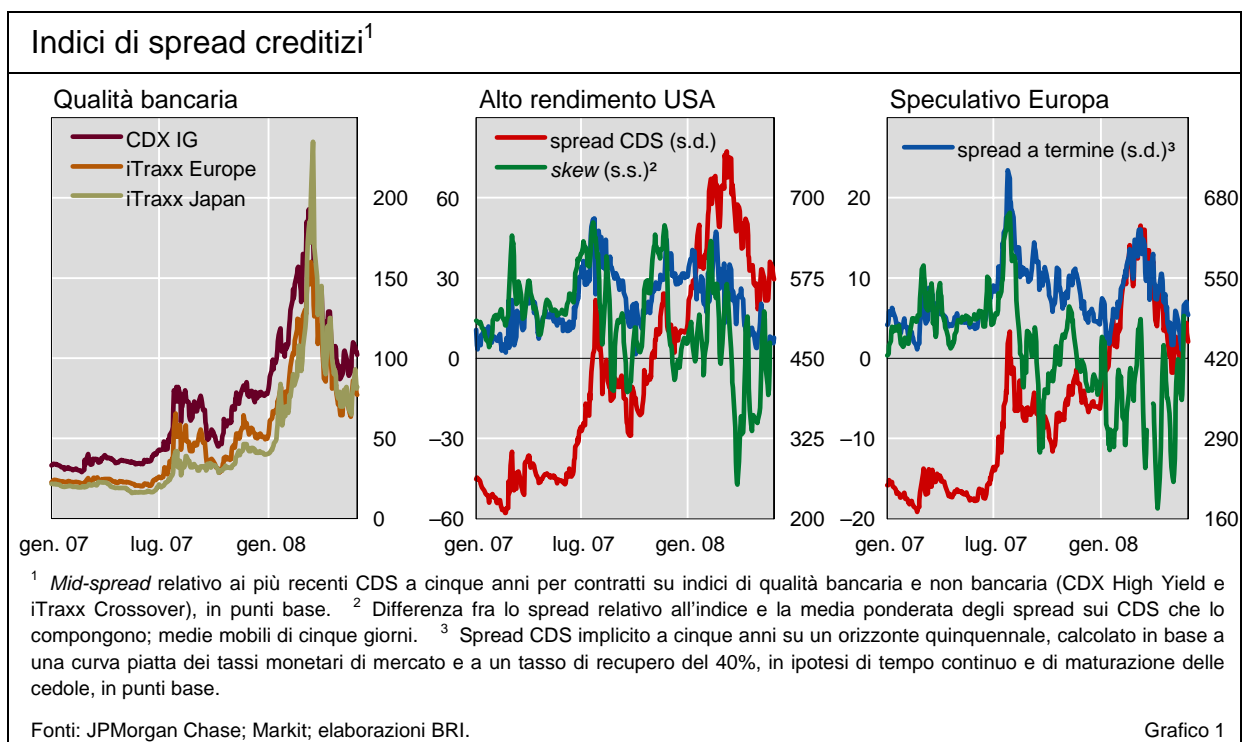 Indici di spread creditizi¹
Qualità bancaria
CDX IG
iTraxx Europe
iTraxx Japan
200
150
100
50
0
gen. 07 lug. 07 gen. 08
Alto rendimento USA
spread CDS (s.d.)
skew (s.s.)²
60
30
0
–30
–60
700
575
450
325
200
gen. 07 lug. 07 gen. 08
Speculativo Europa
spread a termine (s.d.)³
20
10
0
–10
–20
680
550
420
290
160
gen. 07 lug. 07 gen. 08
¹ Mid-spread relativo ai più recenti CDS a cinque anni per contratti su indici di qualità bancaria e non bancaria (CDX High Yield e
iTraxx Crossover), in punti base. ² Differenza fra lo spread relativo all'indice e la media ponderata degli spread sui CDS che lo
compongono; medie mobili di cinque giorni. ³ Spread CDS implicito a cinque anni su un orizzonte quinquennale, calcolato in base a
una curva piatta dei tassi monetari di mercato e a un tasso di recupero del 40%, in ipotesi di tempo continuo e di maturazione delle
cedole, in punti base.
Fonti: JPMorgan Chase; Markit; elaborazioni BRI. Grafico 1